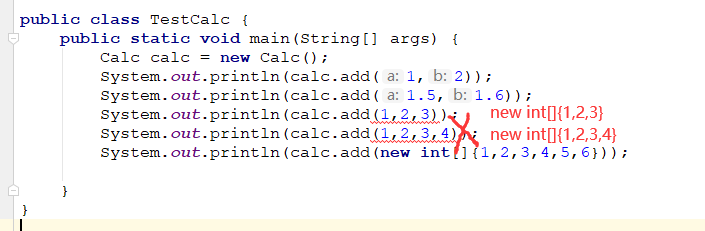 public class TestCalc {
public static void main(String[] args) {
Calc calc = new Calc();
System.out.println(calc.add( a: 1, b: 2));
System.out.println(calc.add( a: 1.5, b: 1.6));
System.out.println(calc.add(1,2,3)); new int[]{1,2,3}
System.out.println(calc.add(1,2,3,4)); new int[]{1,2,3,4}
System.out.println(calc.add(new int[]{1,2,3,4,5,6}));
}
}